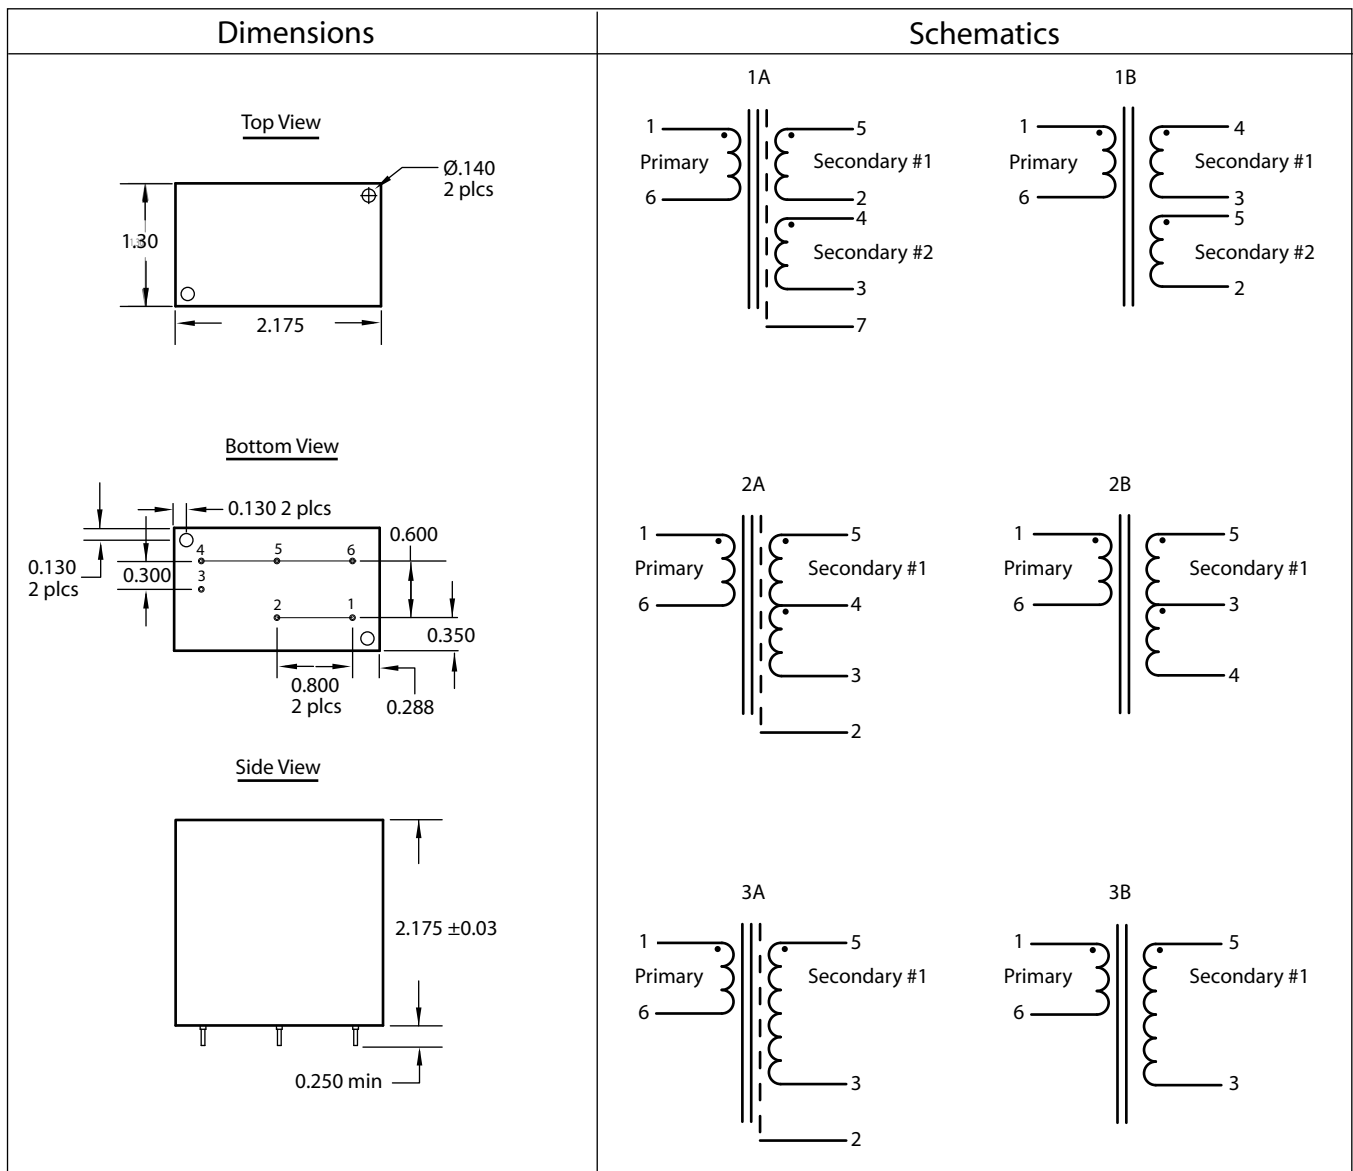 Dimensions
Schematics
Top View
Ø.140
2 plcs
1.30
2.175
Bottom View
0.130 2 plcs
0.600
0.130
2 plcs
0.300
4
5
6
3
2
1
0.350
0.800
2 plcs
0.288
Side View
2.175 ±0.03
0.250 min
1A
1
Primary
6
5
Secondary #1
2
4
Secondary #2
3
7
1B
1
Primary
6
4
Secondary #1
3
5
Secondary #2
2
2A
1
Primary
6
5
Secondary #1
4
3
2
2B
1
Primary
6
5
Secondary #1
3
4
3A
1
Primary
6
5
Secondary #1
3
2
3B
1
Primary
6
5
Secondary #1
3